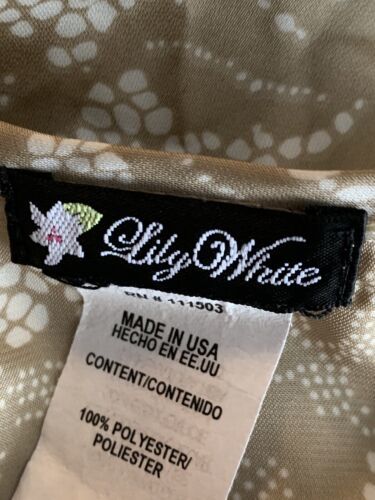 Lily White
RN # 111503
MADE IN USA
HECHO EN EE.UU
CONTENT/CONTENIDO
100% POLYESTER/
POLIESTER